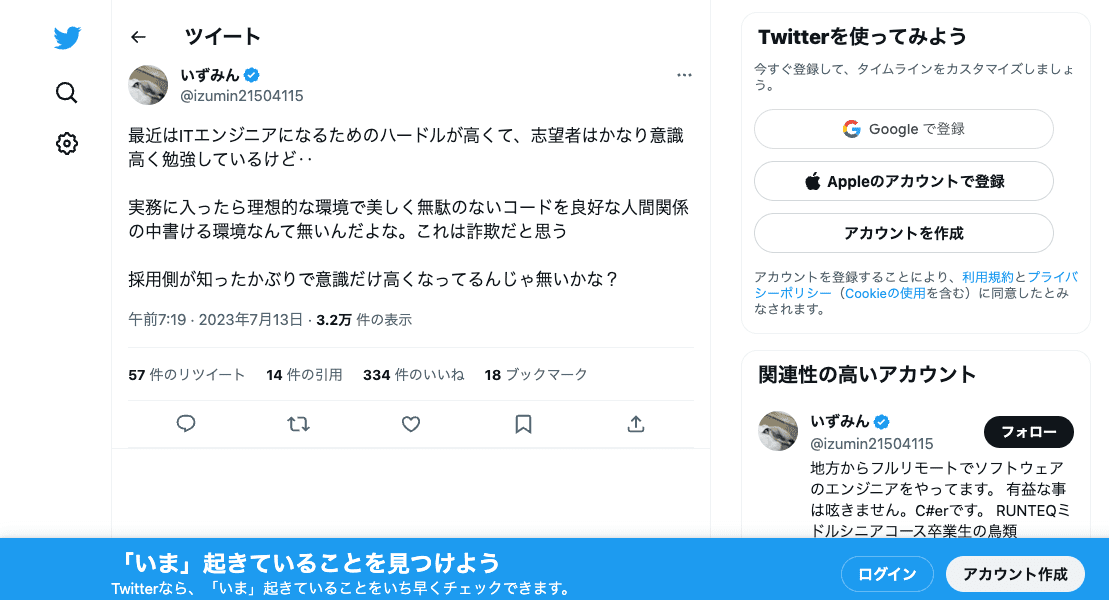 ツイート
いずみん
@izumin21504115
最近はITエンジニアになるためのハードルが高くて、志望者はかなり意識
高く勉強しているけど‥
実務に入ったら理想的な環境で美しく無駄のないコードを良好な人間関係
の中書ける環境なんて無いんだよな。これは詐欺だと思う
採用側が知ったかぶりで意識だけ高くなってるんじゃ無いかな？
午前7:19 · 2023年7月13日 · 3.2万 件の表示
57 件のリツイート 14 件の引用 334 件のいいね 18 ブックマーク
Twitterを使ってみよう
今すぐ登録して、タイムラインをカスタマイズしましょ
う。
Google で登録
Appleのアカウントで登録
アカウントを作成
アカウントを登録することにより、利用規約とプライバ
シーポリシー（Cookieの使用を含む）に同意したとみ
なされます。
関連性の高いアカウント
いずみん
@izumin21504115
フォロー
地方からフルリモートでソフトウェア
のエンジニアをやってます。 有益な事
は呟きません。C#erです。 RUNTEQミ
ドルシニアコース卒業生の鳥類
「いま」起きていることを見つけよう
Twitterなら、「いま」起きていることをいち早くチェックできます。
ログイン
アカウント作成